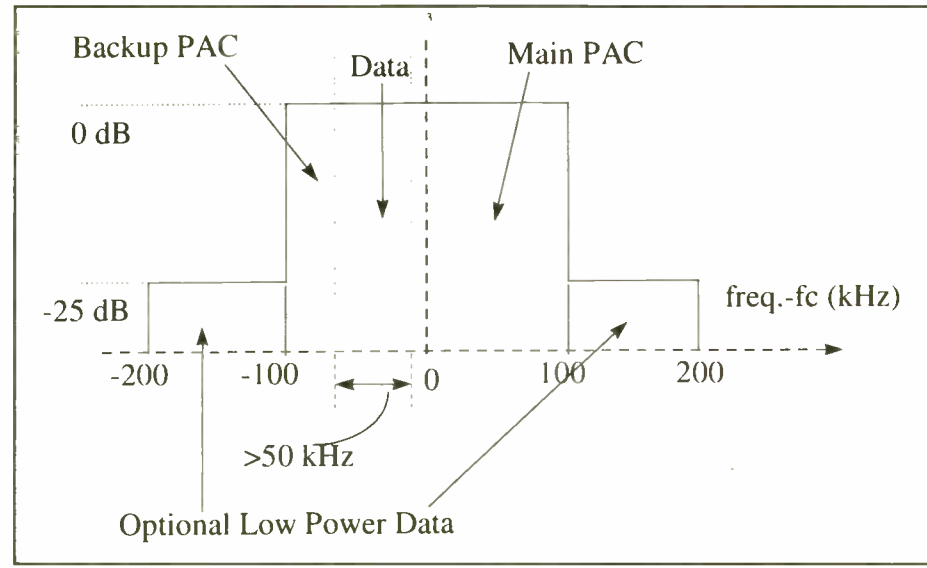 Backup PAC
Data
Main PAC
0 dB
-25 dB
freq.-fc (kHz)
-200
-100
0
100
200
>50 kHz
Optional Low Power Data